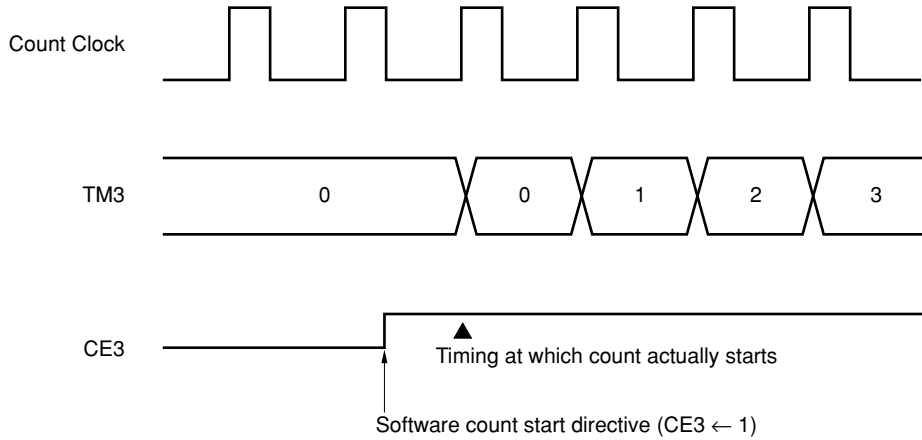 Count Clock
TM3
0
0
1
2
3
CE3
Timing at which count actually starts
Software count start directive (CE3 ← 1)